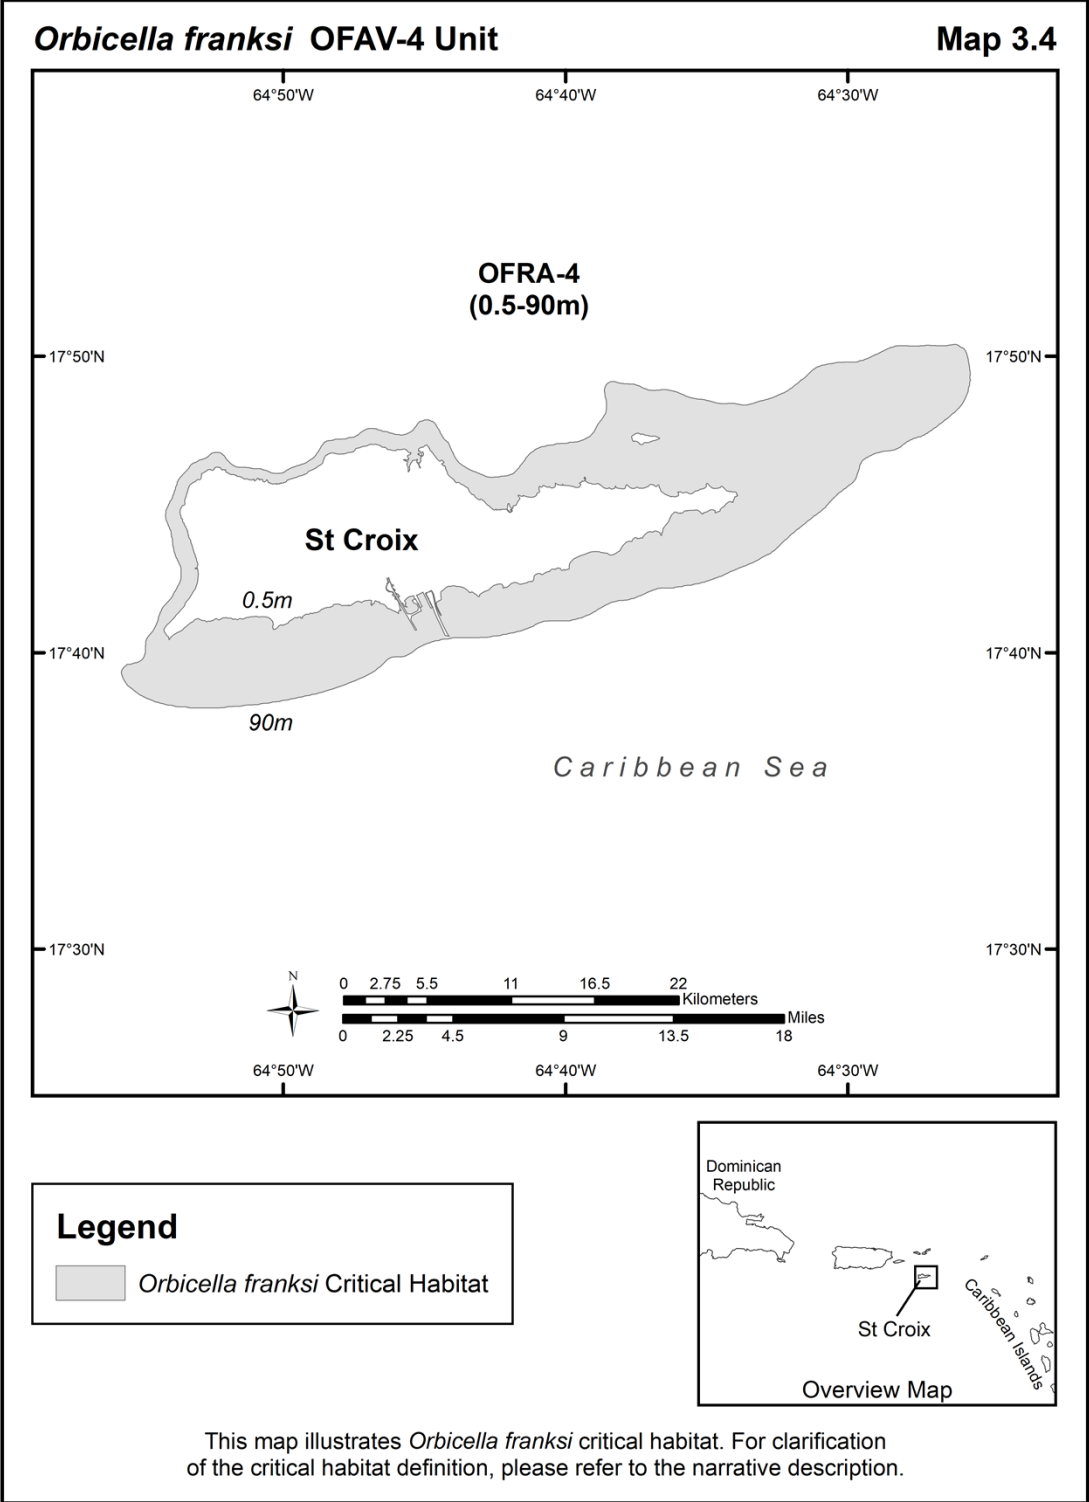 Orbicella franksi OFAV-4 Unit
Map 3.4
64°50'W
64°40'W
64°30'W
OFRA-4
(0.5-90m)
17°50'N
17°50'N
St Croix
0.5m
17°40'N
17°40'N
90m
Caribbean Sea
17°30'N
17°30'N
N
0 2.75 5.5 11 16.5 22
Kilometers
Miles
0 2.25 4.5 9 13.5 18
64°50'W
64°40'W
64°30'W
Dominican
Republic
St Croix
Caribbean Islands
Overview Map
Legend
Orbicella franksi Critical Habitat
This map illustrates Orbicella franksi critical habitat. For clarification
of the critical habitat definition, please refer to the narrative description.